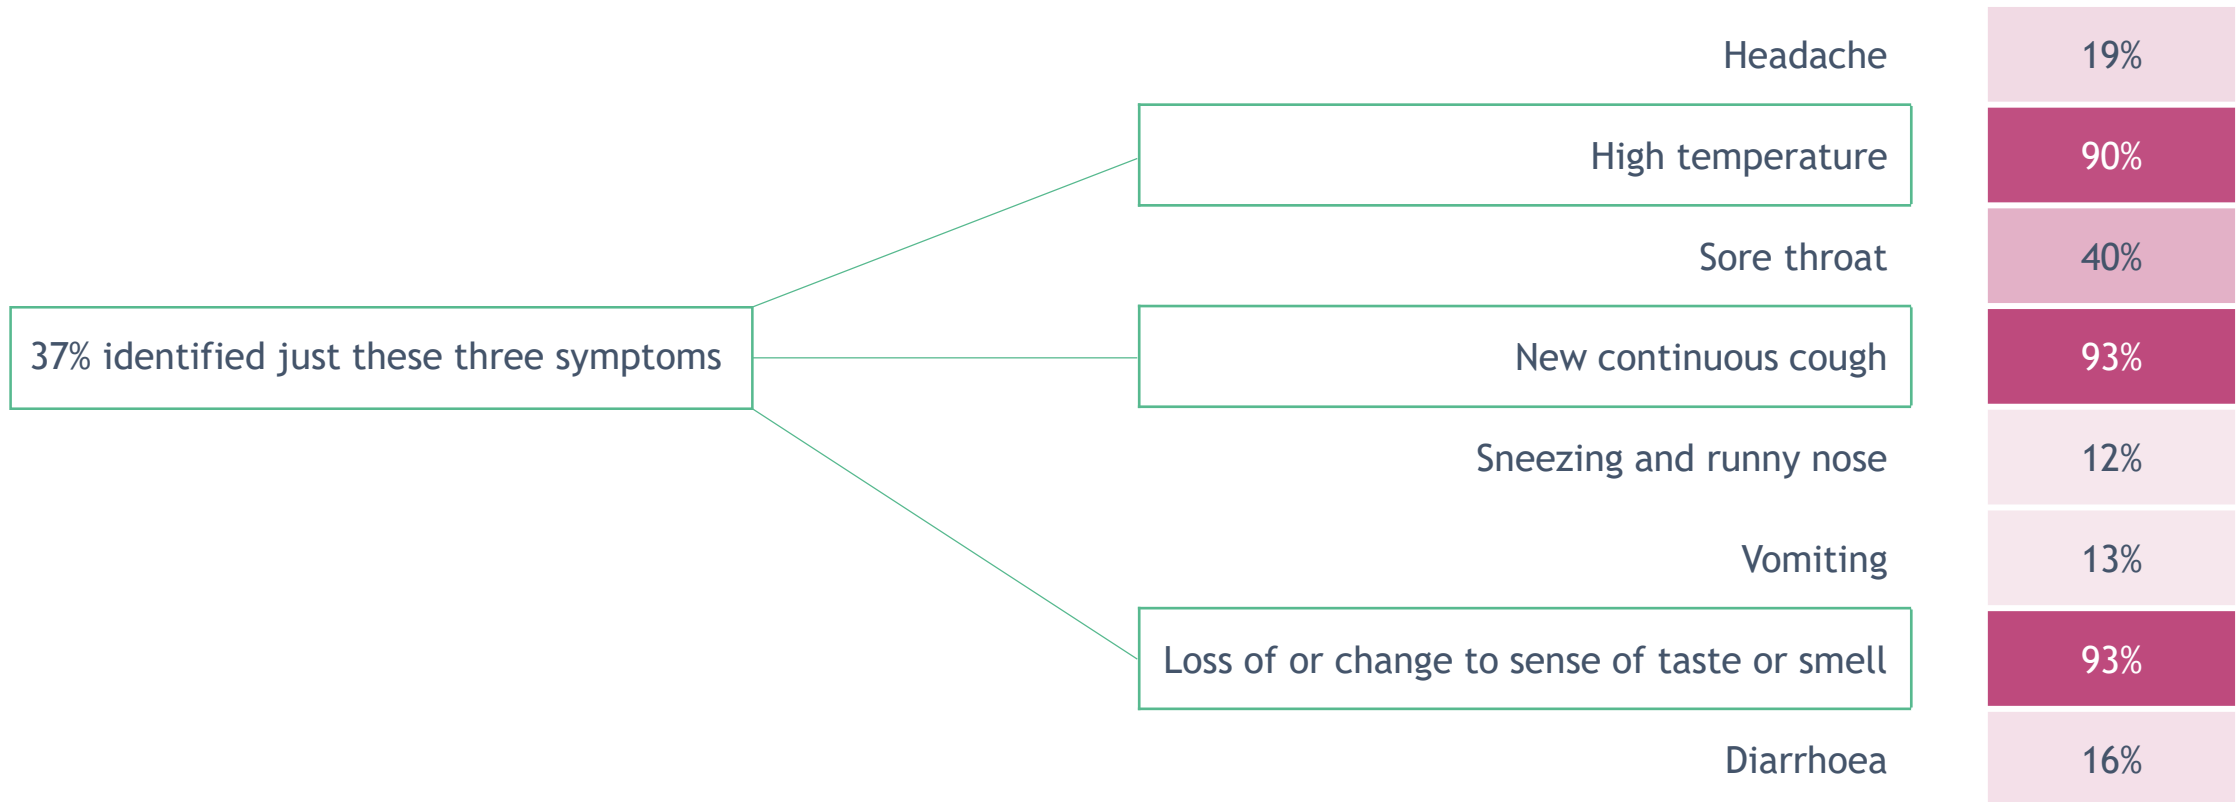 Headache 19%
High temperature 90%
Sore throat 40%
37% identified just these three symptoms
New continuous cough 93%
Sneezing and runny nose 12%
Vomiting 13%
Loss of or change to sense of taste or smell 93%
Diarrhoea 16%